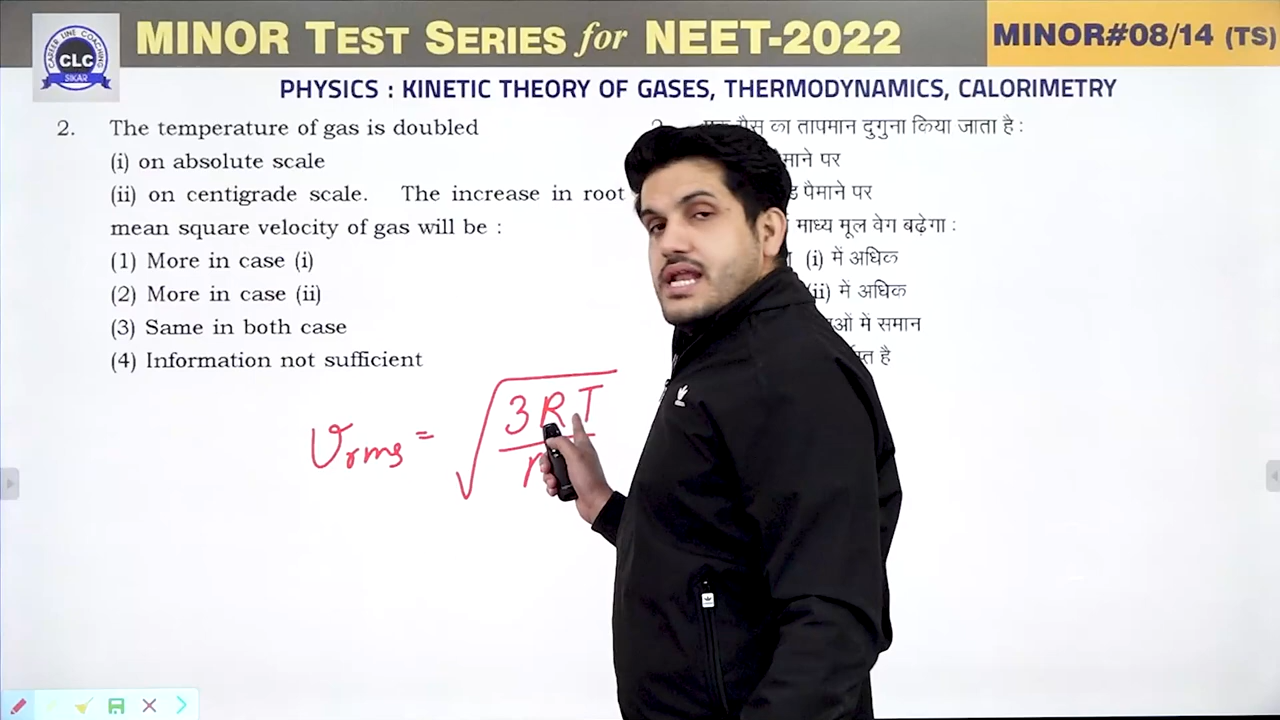 CAREER LINE COACHING
CLC
SIKAR
MINOR TEST SERIES for NEET-2022
MINOR#08/14 (TS)
PHYSICS : KINETIC THEORY OF GASES, THERMODYNAMICS, CALORIMETRY
2. The temperature of gas is doubled
(i) on absolute scale
(ii) on centigrade scale. The increase in root
mean square velocity of gas will be :
(1) More in case (i)
(2) More in case (ii)
(3) Same in both case
(4) Information not sufficient
गैस का तापमान दुगुना किया जाता है :
पर
पैमाने पर
माध्य मूल वेग बढ़ेगा :
(i) में अधिक
(ii) में अधिक
में समान
है
Vrms = √3RT